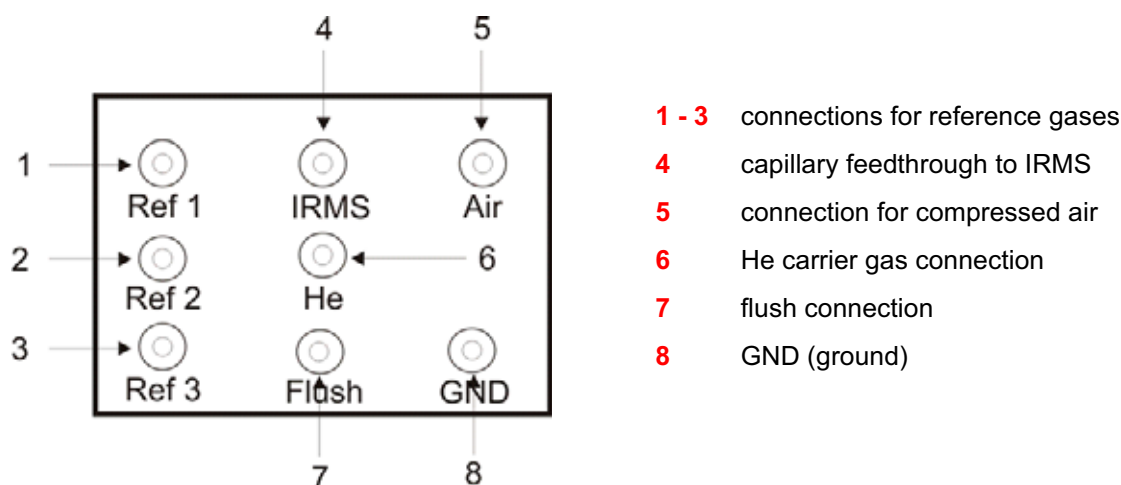 4 5
1
Ref 1 IRMS Air
2 6
Ref 2 He
3
Ref 3 Flush GND
7 8
1 - 3 connections for reference gases
4 capillary feedthrough to IRMS
5 connection for compressed air
6 He carrier gas connection
7 flush connection
8 GND (ground)